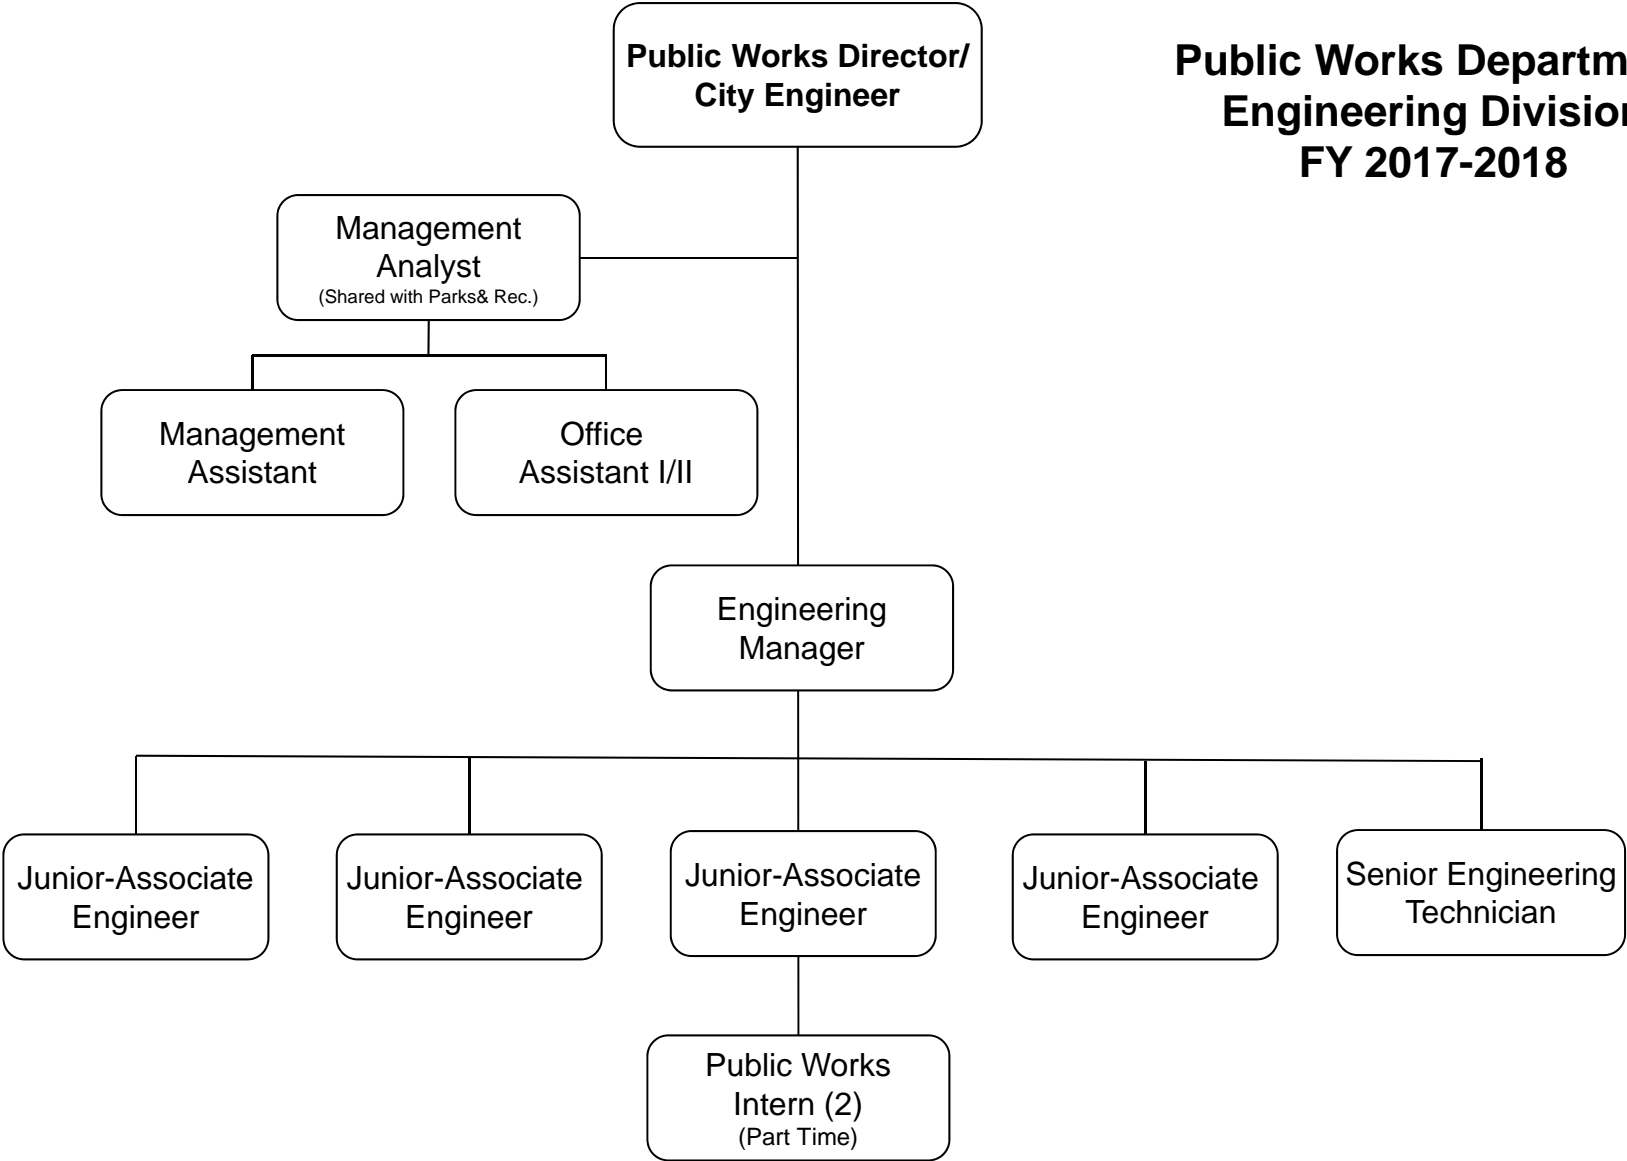 Public Works Director/
City Engineer
Public Works Departm
Engineering Division
FY 2017-2018
Management
Analyst
(Shared with Parks& Rec.)
Management
Assistant
Office
Assistant I/II
Engineering
Manager
Junior-Associate
Engineer
Junior-Associate
Engineer
Junior-Associate
Engineer
Junior-Associate
Engineer
Senior Engineering
Technician
Public Works
Intern (2)
(Part Time)